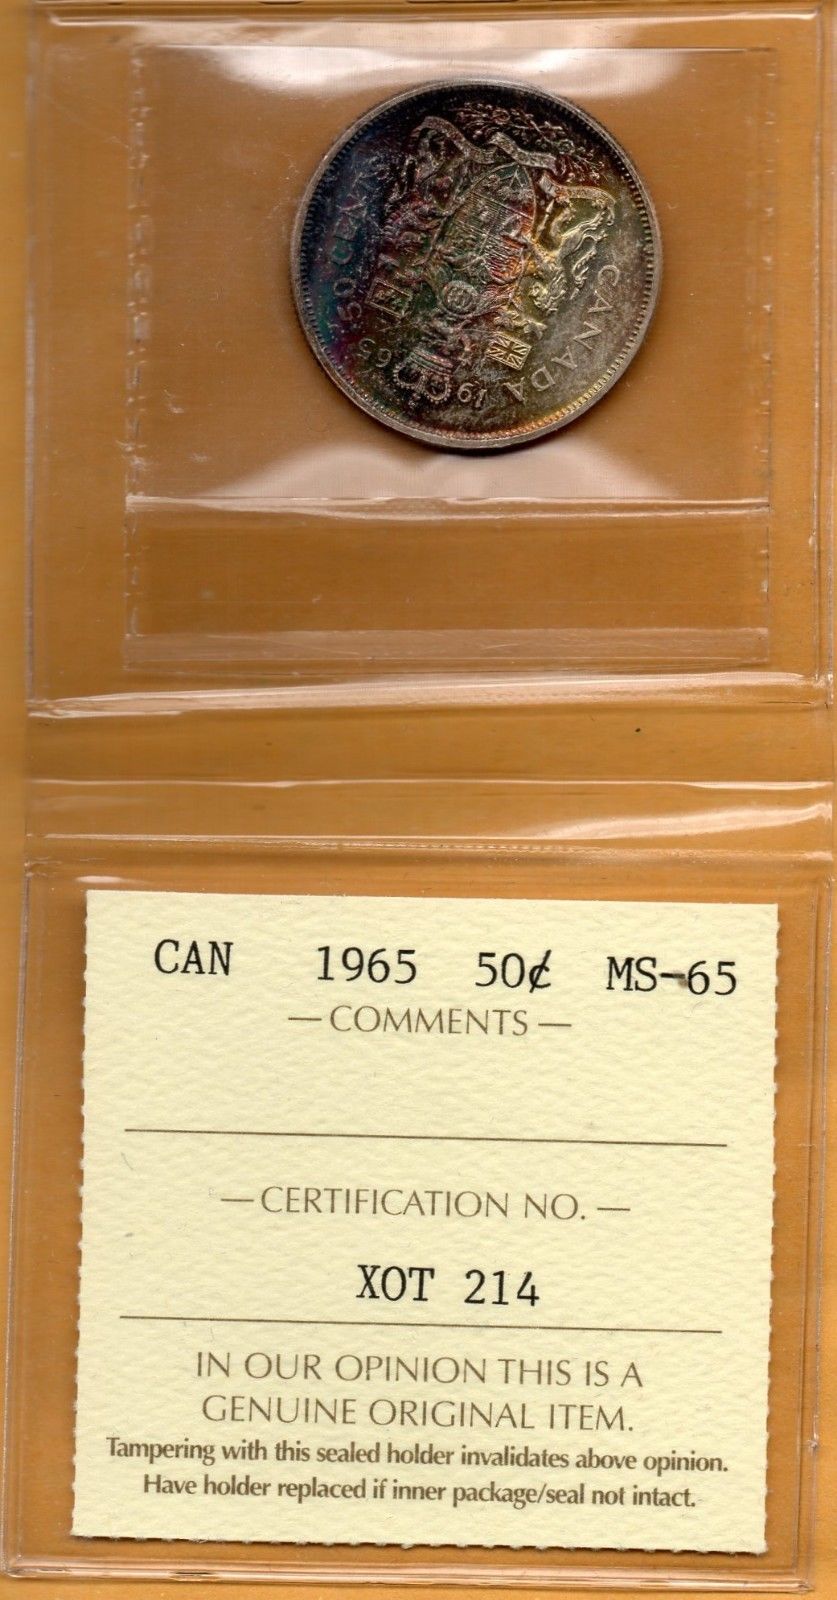 50 CENTS
CANADA
1965
CAN 1965 50¢ MS-65
— COMMENTS —
— CERTIFICATION NO. —
XOT 214
IN OUR OPINION THIS IS A
GENUINE ORIGINAL ITEM.
Tampering with this sealed holder invalidates above opinion.
Have holder replaced if inner package/seal not intact.